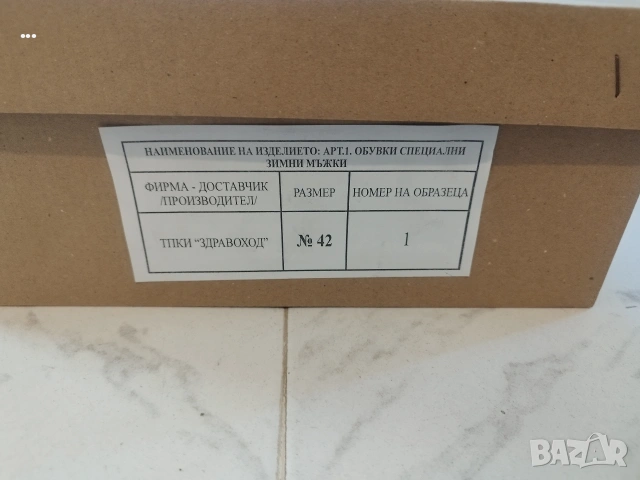 НАИМЕНОВАНИЕ НА ИЗДЕЛИЕТО: АРТ.1. ОБУВКИ СПЕЦИАЛНИ
ЗИМНИ МЪЖКИ
ФИРМА - ДОСТАВЧИК
/ПРОИЗВОДИТЕЛ/
РАЗМЕР
НОМЕР НА ОБРАЗЕЦА
ТПКИ “ЗДРАВОХОД”
№ 42
1
BAZAR